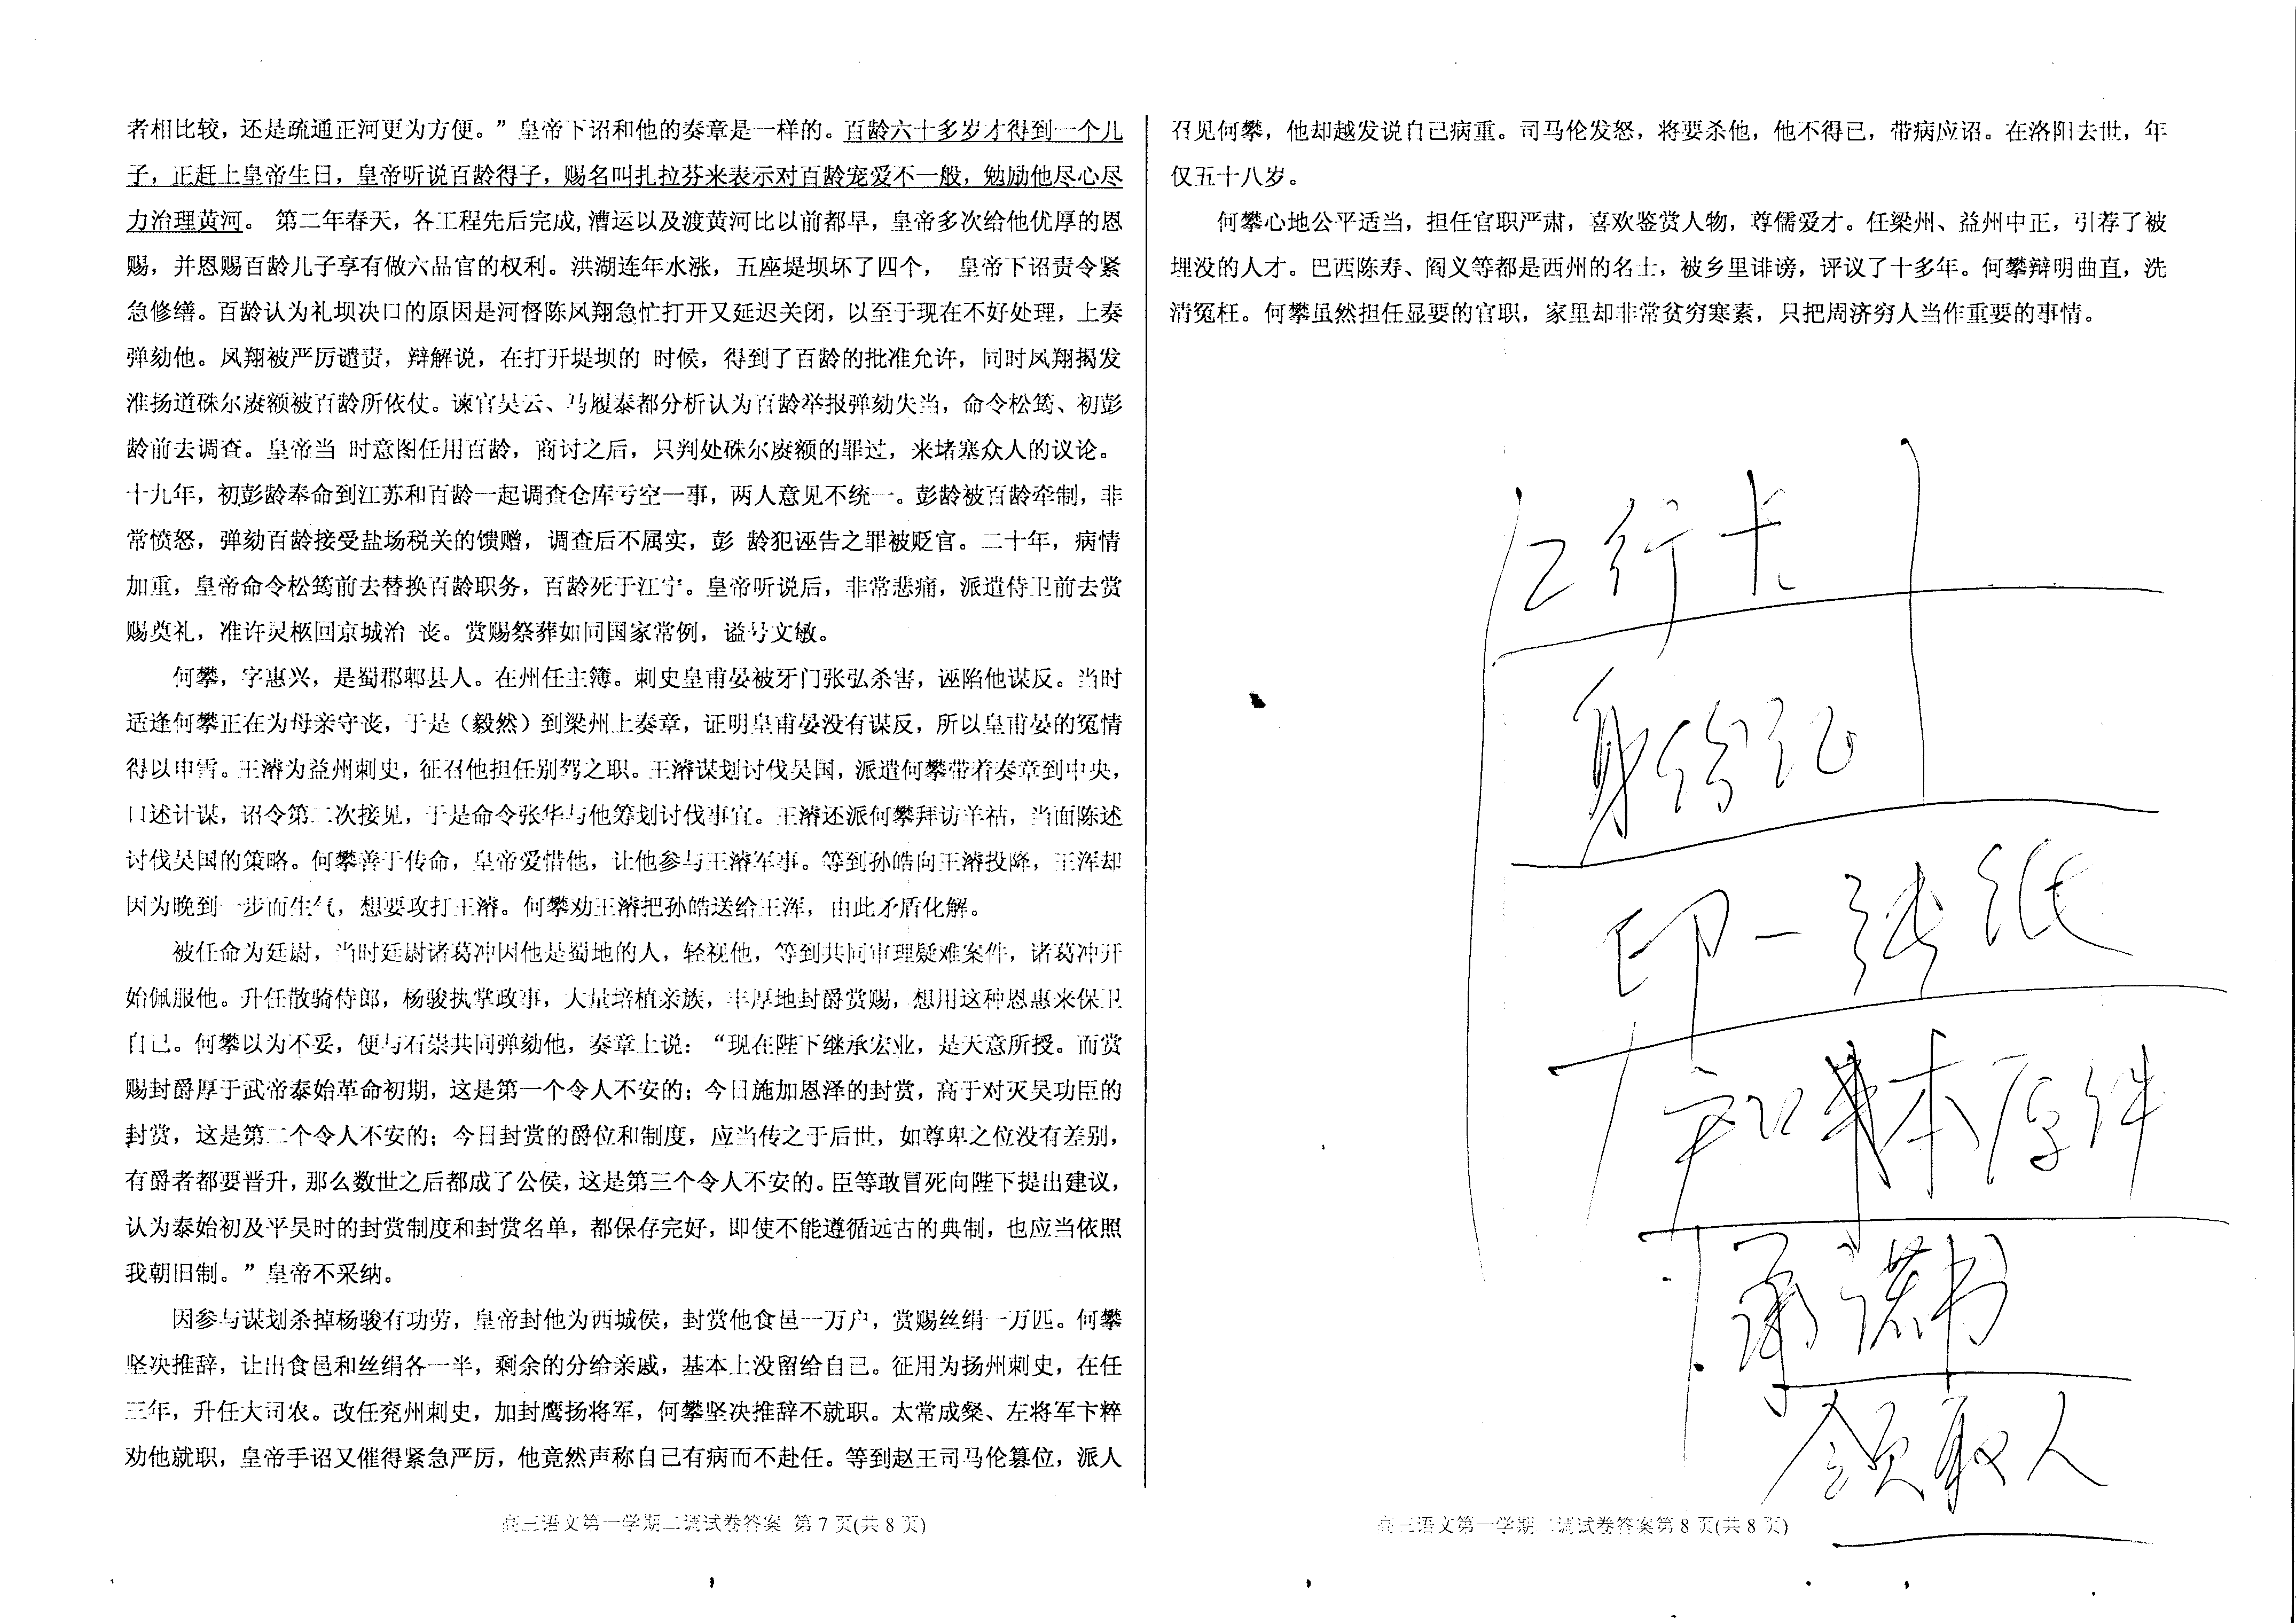 者相比较，还是疏通正河更为方便。”皇帝下诏和他的奏章是一样的。百龄六十多岁才得到一个儿
子，正赶上皇帝生日，皇帝听说百龄得子，赐名叫扎拉芬来表示对百龄宠爱不一般，勉励他尽心尽
力治理黄河。 第二年春天，各工程先后完成,漕运以及渡黄河比以前都早，皇帝多次给他优厚的恩
赐，并恩赐百龄儿子享有做六品官的权利。洪湖连年水涨，五座堤坝坏了四个， 皇帝下诏责令紧
急修缮。百龄认为礼坝决口的原因是河督陈凤翔急忙打开又延迟关闭，以至于现在不好处理，上奏
弹劾他。凤翔被严厉谴责，辩解说，在打开堤坝的 时候，得到了百龄的批准允许，同时凤翔揭发
淮扬道硃尔赓额被百龄所依仗。谏官吴云、马履泰都分析认为百龄举报弹劾失当，命令松筠、初彭
龄前去调查。皇帝当 时意图任用百龄，商讨之后，只判处硃尔赓额的罪过，来堵塞众人的议论。
十九年，初彭龄奉命到江苏和百龄一起调查仓库亏空一事，两人意见不统一。彭龄被百龄牵制，非
常愤怒，弹劾百龄接受盐场税关的馈赠，调查后不属实，彭 龄犯诬告之罪被贬官。二十年，病情
加重，皇帝命令松筠前去替换百龄职务，百龄死于江宁。皇帝听说后，非常悲痛，派遣侍卫前去赏
赐奠礼，准许灵柩回京城治 丧。赏赐祭葬如同国家常例，谥号文敏。
何攀，字惠兴，是蜀郡郫县人。在州任主簿。刺史皇甫晏被牙门张弘杀害，诬陷他谋反。当时
适逢何攀正在为母亲守丧，于是（毅然）到梁州上奏章，证明皇甫晏没有谋反，所以皇甫晏的冤情
得以申雪。王濬为益州刺史，征召他担任别驾之职。王濬谋划讨伐吴国，派遣何攀带着奏章到中央，
口述计谋，诏令第二次接见，于是命令张华与他筹划讨伐事宜。王濬还派何攀拜访羊祜，当面陈述
讨伐吴国的策略。何攀善于传命，皇帝爱惜他，让他参与王濬军事。等到孙皓向王濬投降，王浑却
因为晚到一步而生气，想要攻打王濬。何攀劝王濬把孙皓送给王浑，由此矛盾化解。
被任命为廷尉，当时廷尉诸葛冲因他是蜀地的人，轻视他，等到共同审理疑难案件，诸葛冲开
始佩服他。升任散骑侍郎，杨骏执掌政事，大量培植亲族，丰厚地封爵赏赐，想用这种恩惠来保卫
自己。何攀以为不妥，便与石崇共同弹劾他，奏章上说：“现在陛下继承宏业，是天意所授。而赏
赐封爵厚于武帝泰始革命初期，这是第一个令人不安的；今日施加恩泽的封赏，高于对灭吴功臣的
封赏，这是第二个令人不安的；今日封赏的爵位和制度，应当传之于后世，如尊卑之位没有差别，
有爵者都要晋升，那么数世之后都成了公侯，这是第三个令人不安的。臣等敢冒死向陛下提出建议，
认为泰始初及平吴时的封赏制度和封赏名单，都保存完好，即使不能遵循远古的典制，也应当依照
我朝旧制。”皇帝不采纳。
因参与谋划杀掉杨骏有功劳，皇帝封他为西城侯，封赏他食邑一万户，赏赐丝绢一万匹。何攀
坚决推辞，让出食邑和丝绢各一半，剩余的分给亲戚，基本上没留给自己。征用为扬州刺史，在任
三年，升任大司农。改任兖州刺史，加封鹰扬将军，何攀坚决推辞不就职。太常成粲、左将军卞粹
劝他就职，皇帝手诏又催得紧急严厉，他竟然声称自己有病而不赴任。等到赵王司马伦篡位，派人
高三语文第一学期二调试卷答案 第 7 页(共 8 页)
召见何攀，他却越发说自己病重。司马伦发怒，将要杀他，他不得已，带病应诏。在洛阳去世，年
仅五十八岁。
何攀心地公平适当，担任官职严肃，喜欢鉴赏人物，尊儒爱才。任梁州、益州中正，引荐了被
埋没的人才。巴西陈寿、阎义等都是西州的名士，被乡里诽谤，评议了十多年。何攀辩明曲直，洗
清冤枉。何攀虽然担任显要的官职，家里却非常贫穷寒素，只把周济穷人当作重要的事情。
行卡
身份证
印一张纸
和本原件
承诺书
领取人
高三语文第一学期二调试卷答案第 8 页(共 8 页)